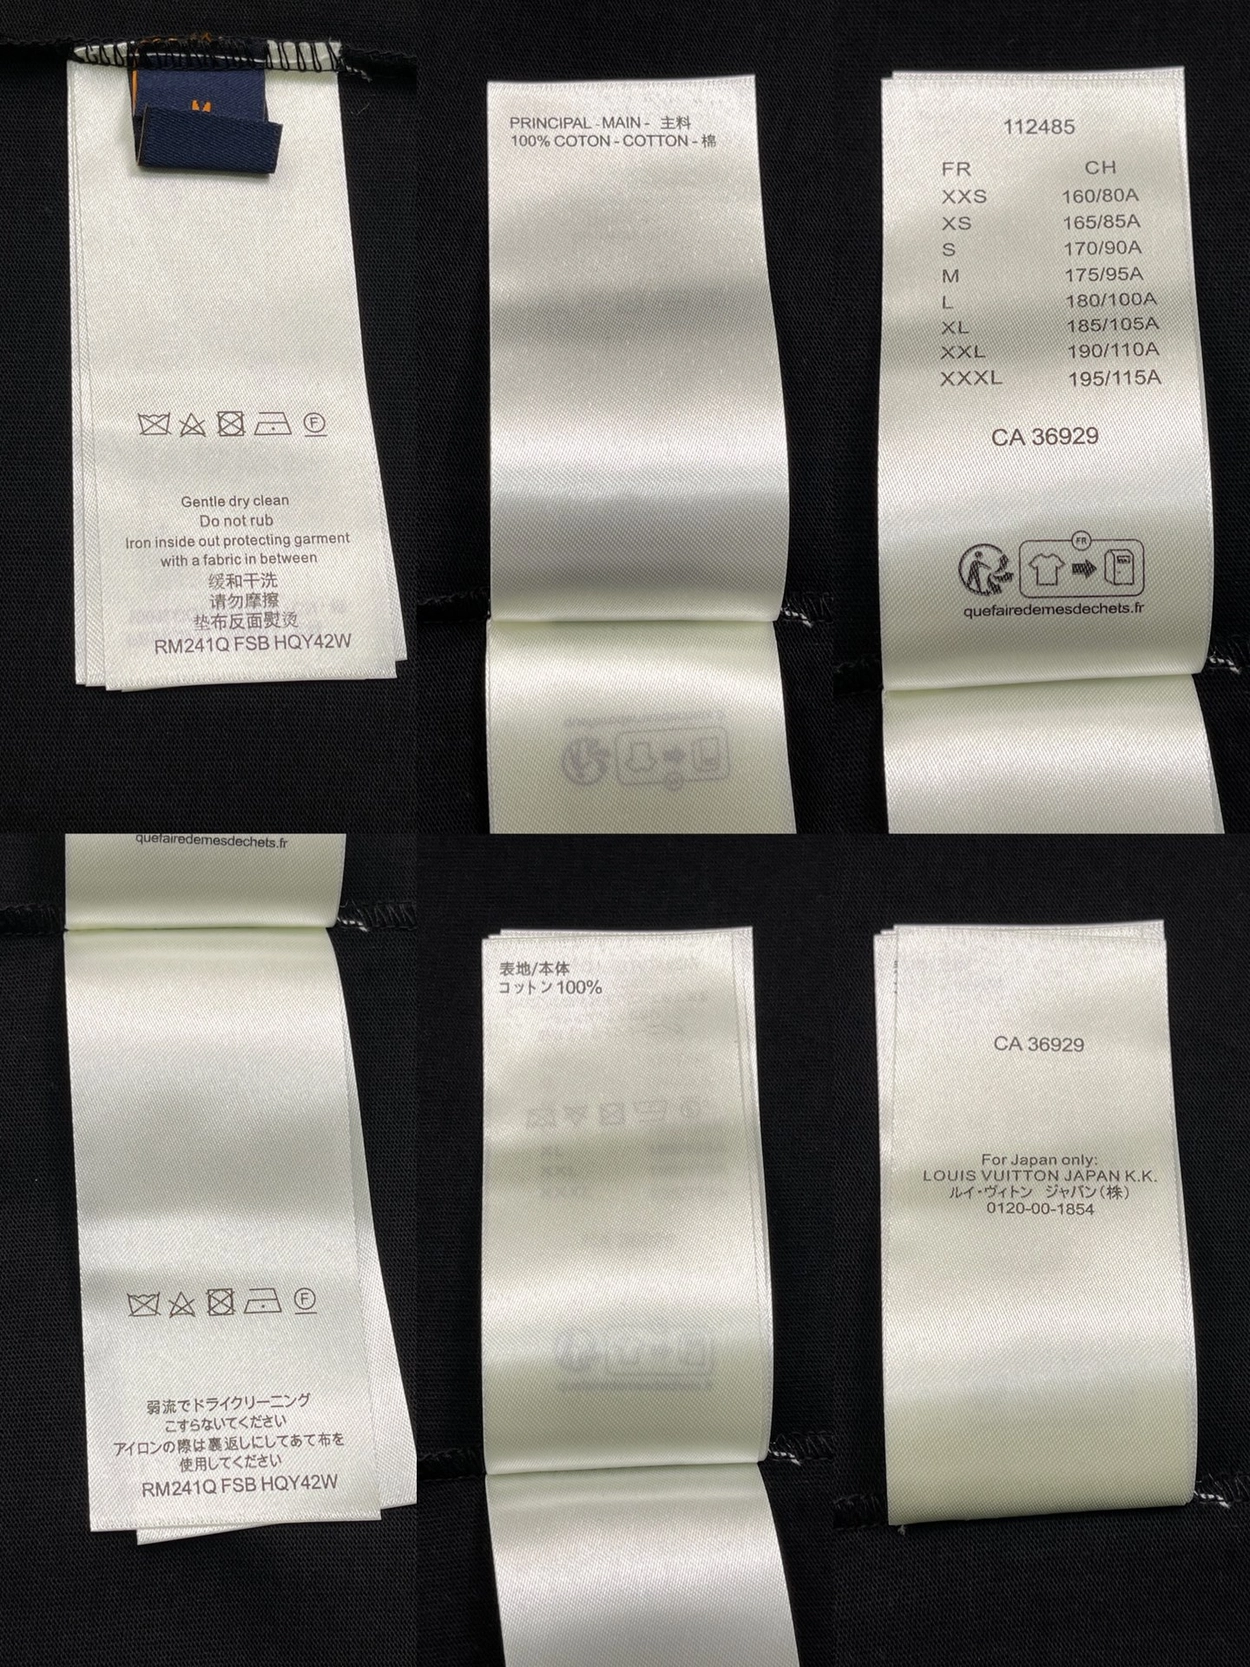 M
Gentle dry clean
Do not rub
Iron inside out protecting garment
with a fabric in between
缓和干洗
请勿摩擦
垫布反面熨烫
RM241Q FSB HQY42W
PRINCIPAL - MAIN - 主料
100% COTON - COTTON - 棉
112485
FR CH
XXS 160/80A
XS 165/85A
S 170/90A
M 175/95A
L 180/100A
XL 185/105A
XXL 190/110A
XXXL 195/115A
CA 36929
FR
quefairedemesdechets.fr
quefairedemesdechets.fr
F
弱流でドライクリーニング
こすらないてください
アイロンの際は裏返しにしてあて布を
使用してください
RM241Q FSB HQY42W
表地/本体
コットン100%
CA 36929
For Japan only:
LOUIS VUITTON JAPAN K.K.
ルイ・ヴィトン ジャパン(株)
0120-00-1854